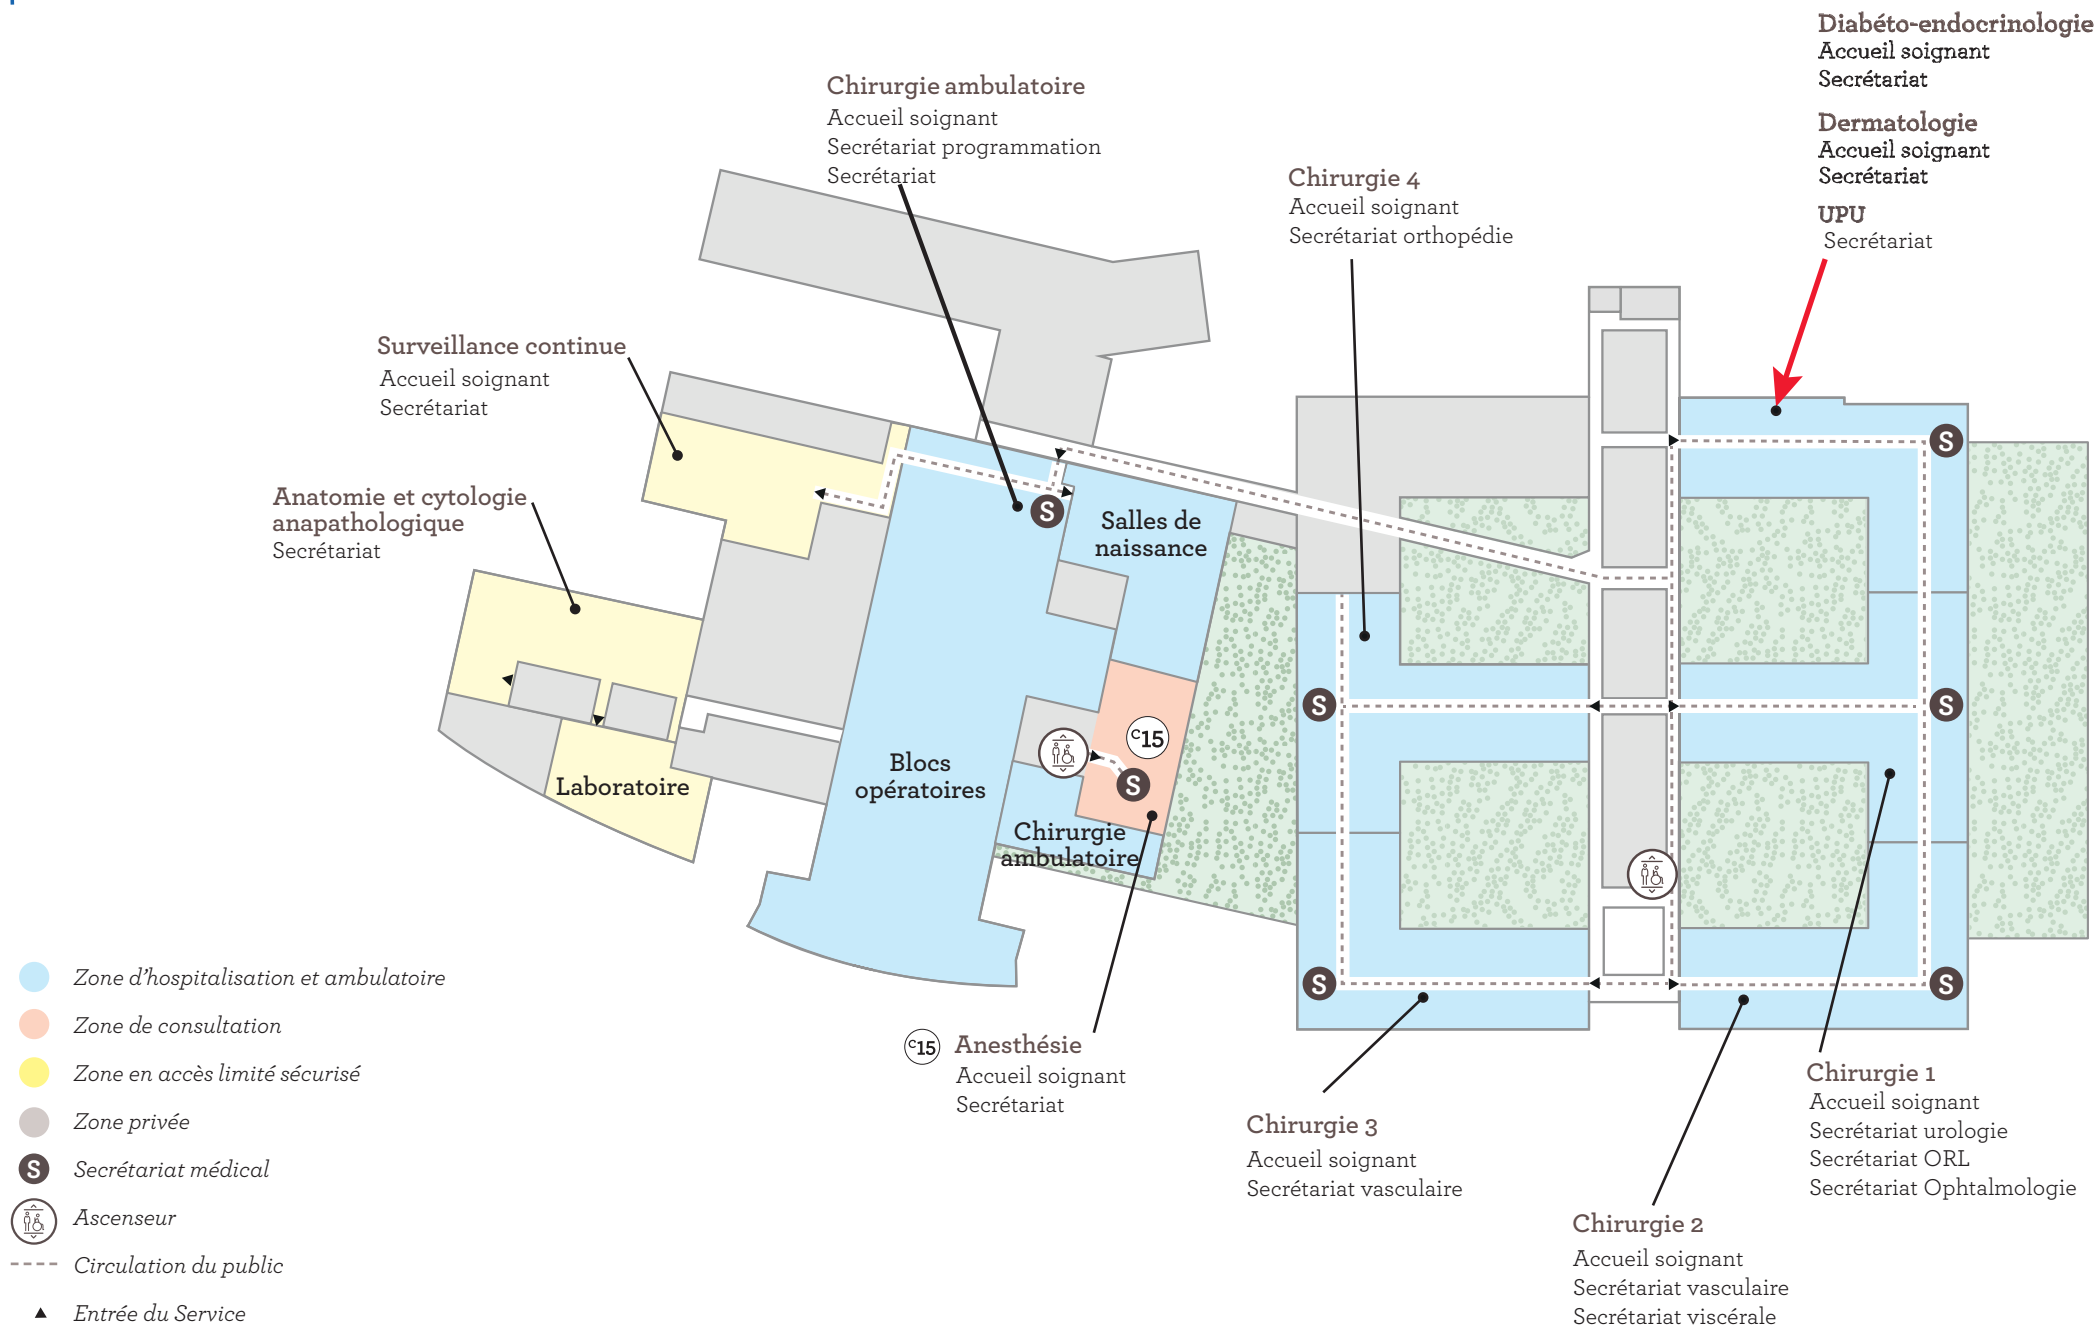 Diabéto-endocrinologie
Accueil soignant
Secrétariat
Dermatologie
Accueil soignant
Secrétariat
UPU
Secrétariat
Chirurgie ambulatoire
Accueil soignant
Secrétariat programmation
Secrétariat
Chirurgie 4
Accueil soignant
Secrétariat orthopédie
Surveillance continue
Accueil soignant
Secrétariat
Anatomie et cytologie
anapathologique
Secrétariat
S
S
Salles de
naissance
S
S
C15
S
Blocs
opératoires
Laboratoire
Chirurgie
ambulatoire
S
S
Zone d'hospitalisation et ambulatoire
Zone de consultation
Zone en accès limité sécurisé
Zone privée
S Secrétariat médical
Ascenseur
Circulation du public
Entrée du Service
C15 Anesthésie
Accueil soignant
Secrétariat
Chirurgie 3
Accueil soignant
Secrétariat vasculaire
Chirurgie 1
Accueil soignant
Secrétariat urologie
Secrétariat ORL
Secrétariat Ophtalmologie
Chirurgie 2
Accueil soignant
Secrétariat vasculaire
Secrétariat viscérale